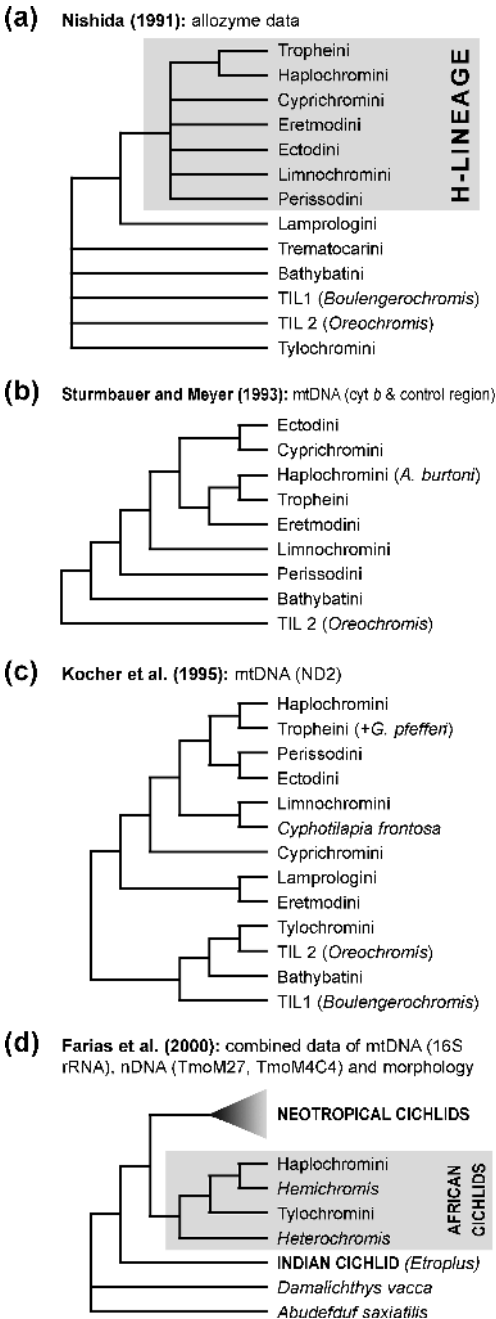 (a) Nishida (1991): allozyme data
Tropheini
Haplochromini
Cyprichromini
Eretmodini
Ectodini
Limnochromini
Perissodini
H-LINEAGE
Lamprologini
Trematocarini
Bathybatini
TIL1 (Boulengerochromis)
TIL 2 (Oreochromis)
Tylochromini
(b) Sturmbauer and Meyer (1993): mtDNA (cyt b & control region)
Ectodini
Cyprichromini
Haplochromini (A. burtoni)
Tropheini
Eretmodini
Limnochromini
Perissodini
Bathybatini
TIL 2 (Oreochromis)
(c) Kocher et al. (1995): mtDNA (ND2)
Haplochromini
Tropheini (+G. pfefferi)
Perissodini
Ectodini
Limnochromini
Cyphotilapia frontosa
Cyprichromini
Lamprologini
Eretmodini
Tylochromini
TIL 2 (Oreochromis)
Bathybatini
TIL1 (Boulengerochromis)
(d) Farias et al. (2000): combined data of mtDNA (16S
rRNA), nDNA (TmoM27, TmoM4C4) and morphology
NEOTROPICAL CICHLIDS
Haplochromini
Hemichromis
Tylochromini
Heterochromis
AFRICAN
CICHLIDS
INDIAN CICHLID (Etroplus)
Damalichthys vacca
Abudefduf saxiatilis